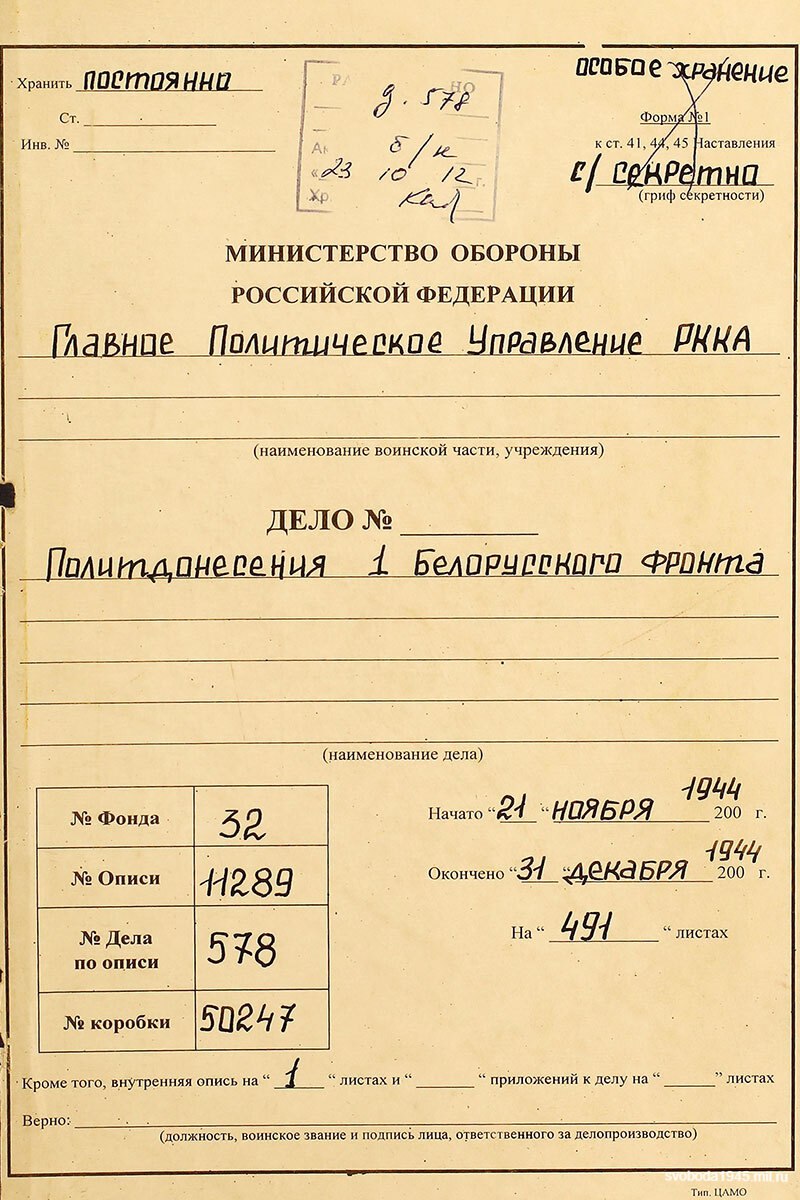 Хранить постоянно
особое хранение
Ст.
Форма №1
Инв. №
к ст. 41, 44, 45 Наставления
с/ секретно
(гриф секретности)
д. 578
б/н
« 23 10 12 г.
Хр.
МИНИСТЕРСТВО ОБОРОНЫ
РОССИЙСКОЙ ФЕДЕРАЦИИ
Главное Политическое Управление РККА
(наименование воинской части, учреждения)
ДЕЛО №
Политдонесения 1 Белорусского фронта
(наименование дела)
№ Фонда 32
№ Описи 11289
№ Дела
по описи 578
№ коробки 50247
Начато “21 “ ноября 1944 200 г.
Окончено “31 “ декабря 1944 200 г.
На “ 491 “ листах
Кроме того, внутренняя опись на “ 1 “ листах и “ “ приложений к делу на “ ” листах
Верно:
(должность, воинское звание и подпись лица, ответственного за делопроизводство)
svoboda1945.mil.ru
Тип. ЦАМО